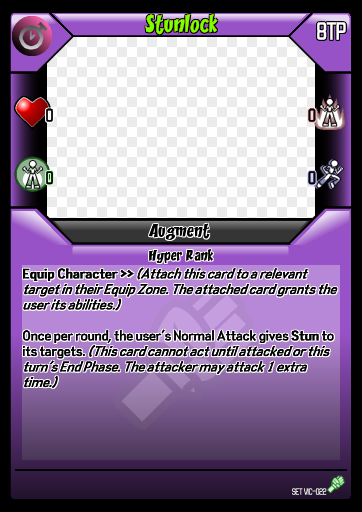 Stunlock
8TP
0
0
0
0
Augment
Hyper Rank
Equip Character >> (Attach this card to a relevant
target in their Equip Zone. The attached card grants the
user its abilities.)
Once per round, the user's Normal Attack gives Stun to
its targets. (This card cannot act until attacked or this
turn's End Phase. The attacker may attack 1 extra
time.)
SET VIC-022